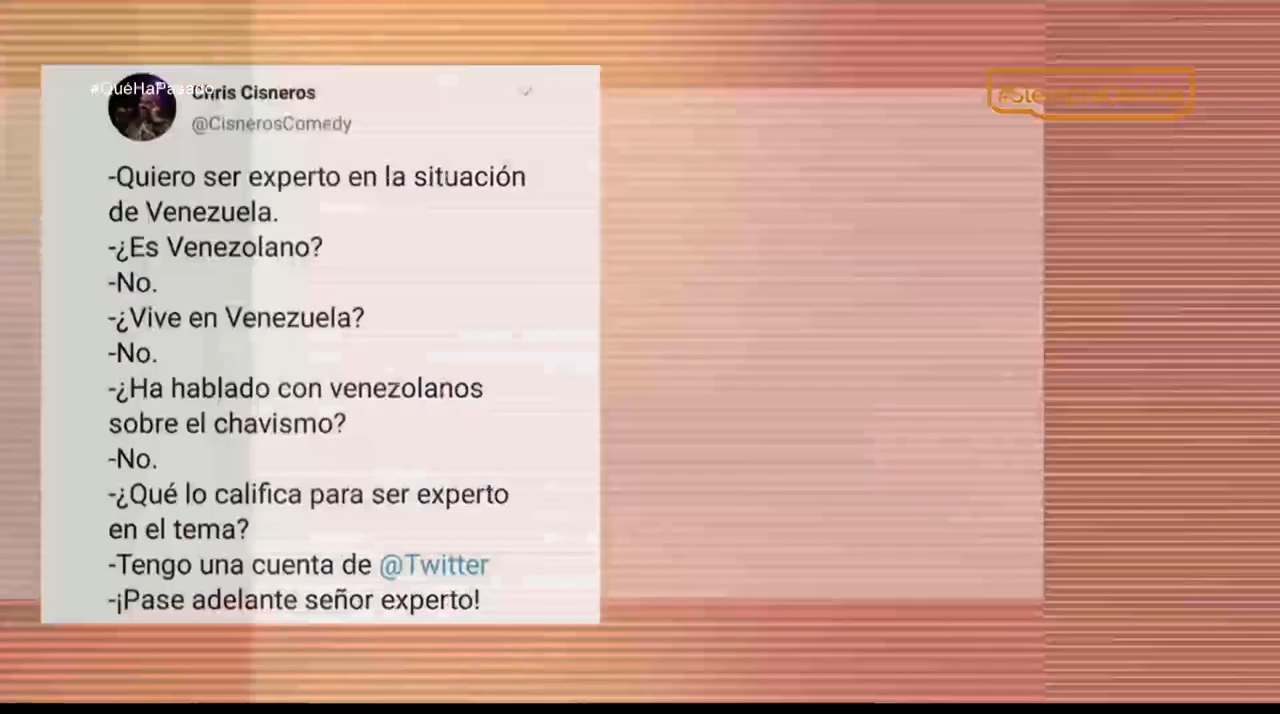 #QuéHaPasado
Chris Cisneros
@CisnerosComedy
-Quiero ser experto en la situación
de Venezuela.
-¿Es Venezolano?
-No.
-¿Vive en Venezuela?
-No.
-¿Ha hablado con venezolanos
sobre el chavismo?
-No.
-¿Qué lo califica para ser experto
en el tema?
-Tengo una cuenta de @Twitter
-¡Pase adelante señor experto!